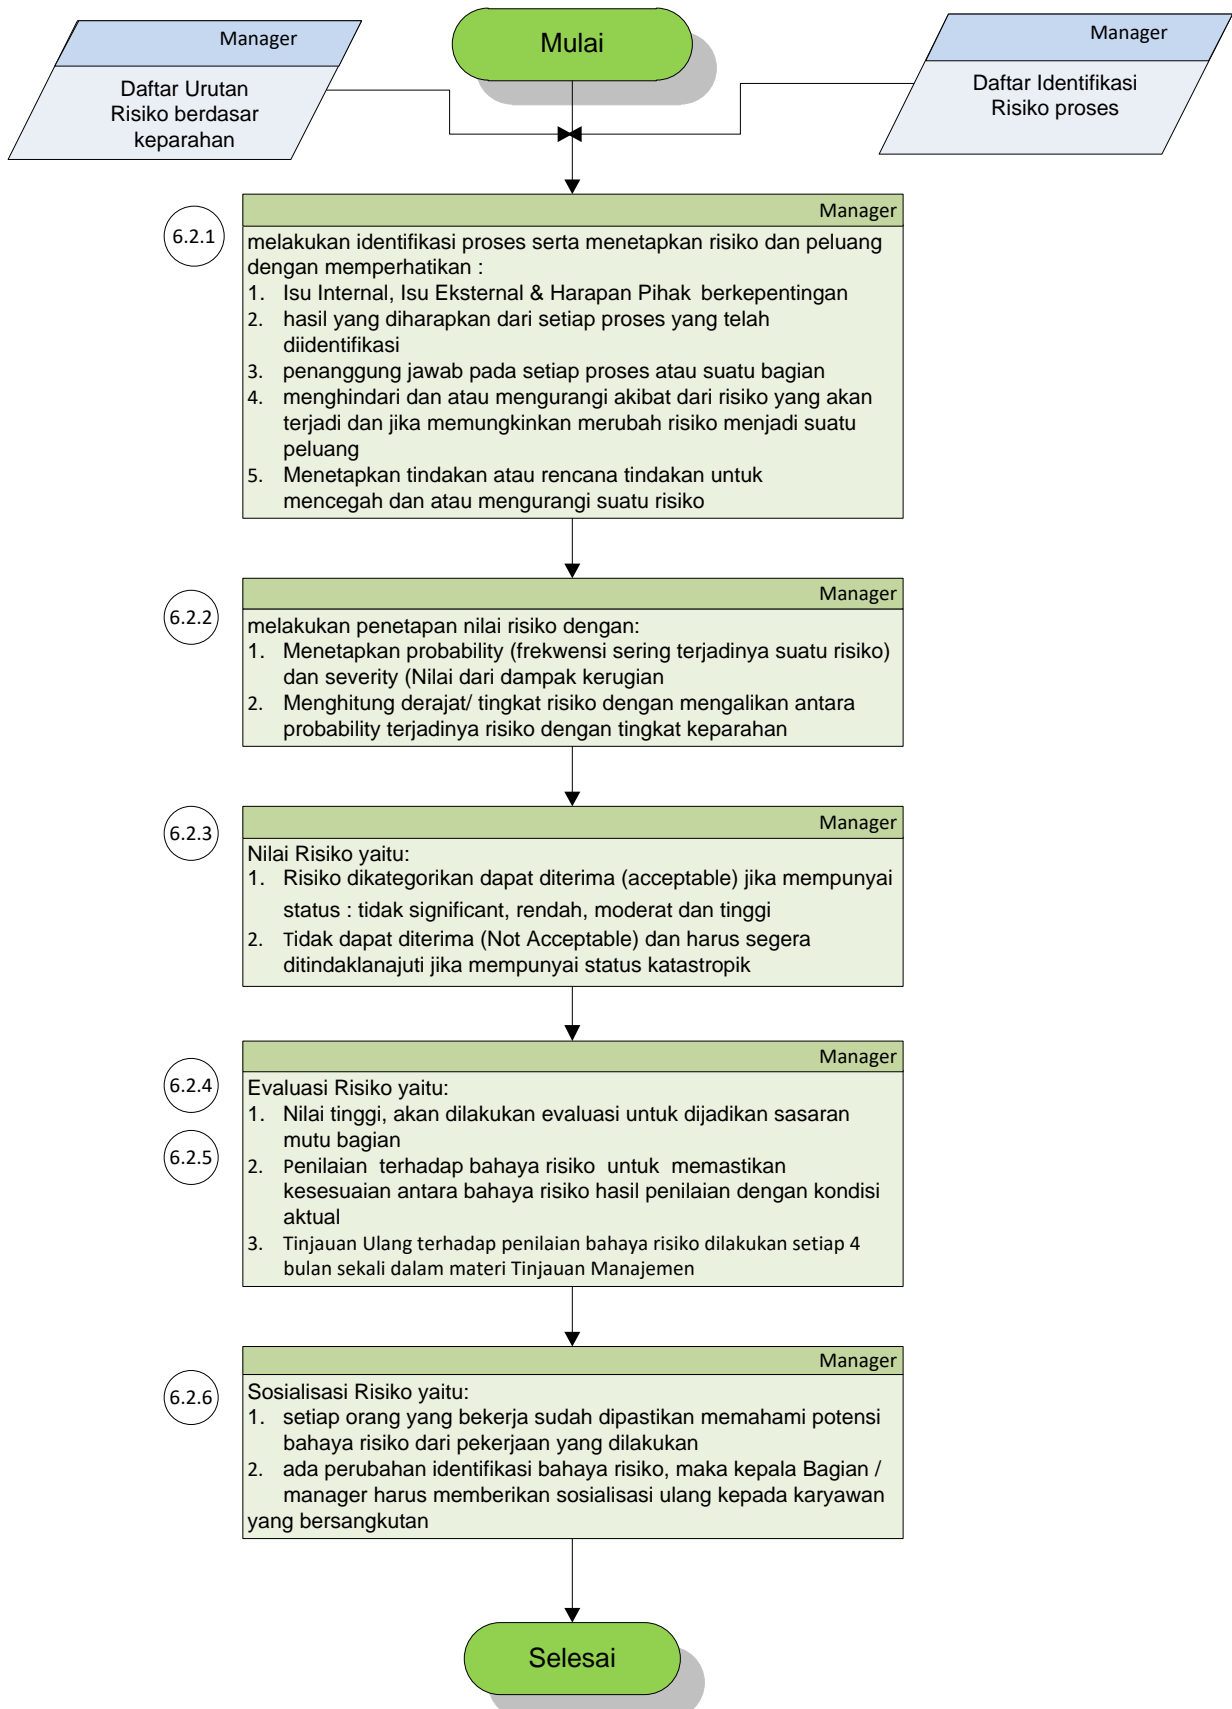 Manager
Daftar Urutan
Risiko berdasar
keparahan
Mulai
Manager
Daftar Identifikasi
Risiko proses
6.2.1
Manager
melakukan identifikasi proses serta menetapkan risiko dan peluang
dengan memperhatikan :
1. Isu Internal, Isu Eksternal & Harapan Pihak berkepentingan
2. hasil yang diharapkan dari setiap proses yang telah
diidentifikasi
3. penanggung jawab pada setiap proses atau suatu bagian
4. menghindari dan atau mengurangi akibat dari risiko yang akan
terjadi dan jika memungkinkan merubah risiko menjadi suatu
peluang
5. Menetapkan tindakan atau rencana tindakan untuk
mencegah dan atau mengurangi suatu risiko
6.2.2
Manager
melakukan penetapan nilai risiko dengan:
1. Menetapkan probability (frekwensi sering terjadinya suatu risiko)
dan severity (Nilai dari dampak kerugian
2. Menghitung derajat/ tingkat risiko dengan mengalikan antara
probability terjadinya risiko dengan tingkat keparahan
6.2.3
Manager
Nilai Risiko yaitu:
1. Risiko dikategorikan dapat diterima (acceptable) jika mempunyai
status : tidak significant, rendah, moderat dan tinggi
2. Tidak dapat diterima (Not Acceptable) dan harus segera
ditindaklanajuti jika mempunyai status katastropik
6.2.4
6.2.5
Manager
Evaluasi Risiko yaitu:
1. Nilai tinggi, akan dilakukan evaluasi untuk dijadikan sasaran
mutu bagian
2. Penilaian terhadap bahaya risiko untuk memastikan
kesesuaian antara bahaya risiko hasil penilaian dengan kondisi
aktual
3. Tinjauan Ulang terhadap penilaian bahaya risiko dilakukan setiap 4
bulan sekali dalam materi Tinjauan Manajemen
6.2.6
Manager
Sosialisasi Risiko yaitu:
1. setiap orang yang bekerja sudah dipastikan memahami potensi
bahaya risiko dari pekerjaan yang dilakukan
2. ada perubahan identifikasi bahaya risiko, maka kepala Bagian /
manager harus memberikan sosialisasi ulang kepada karyawan
yang bersangkutan
Selesai